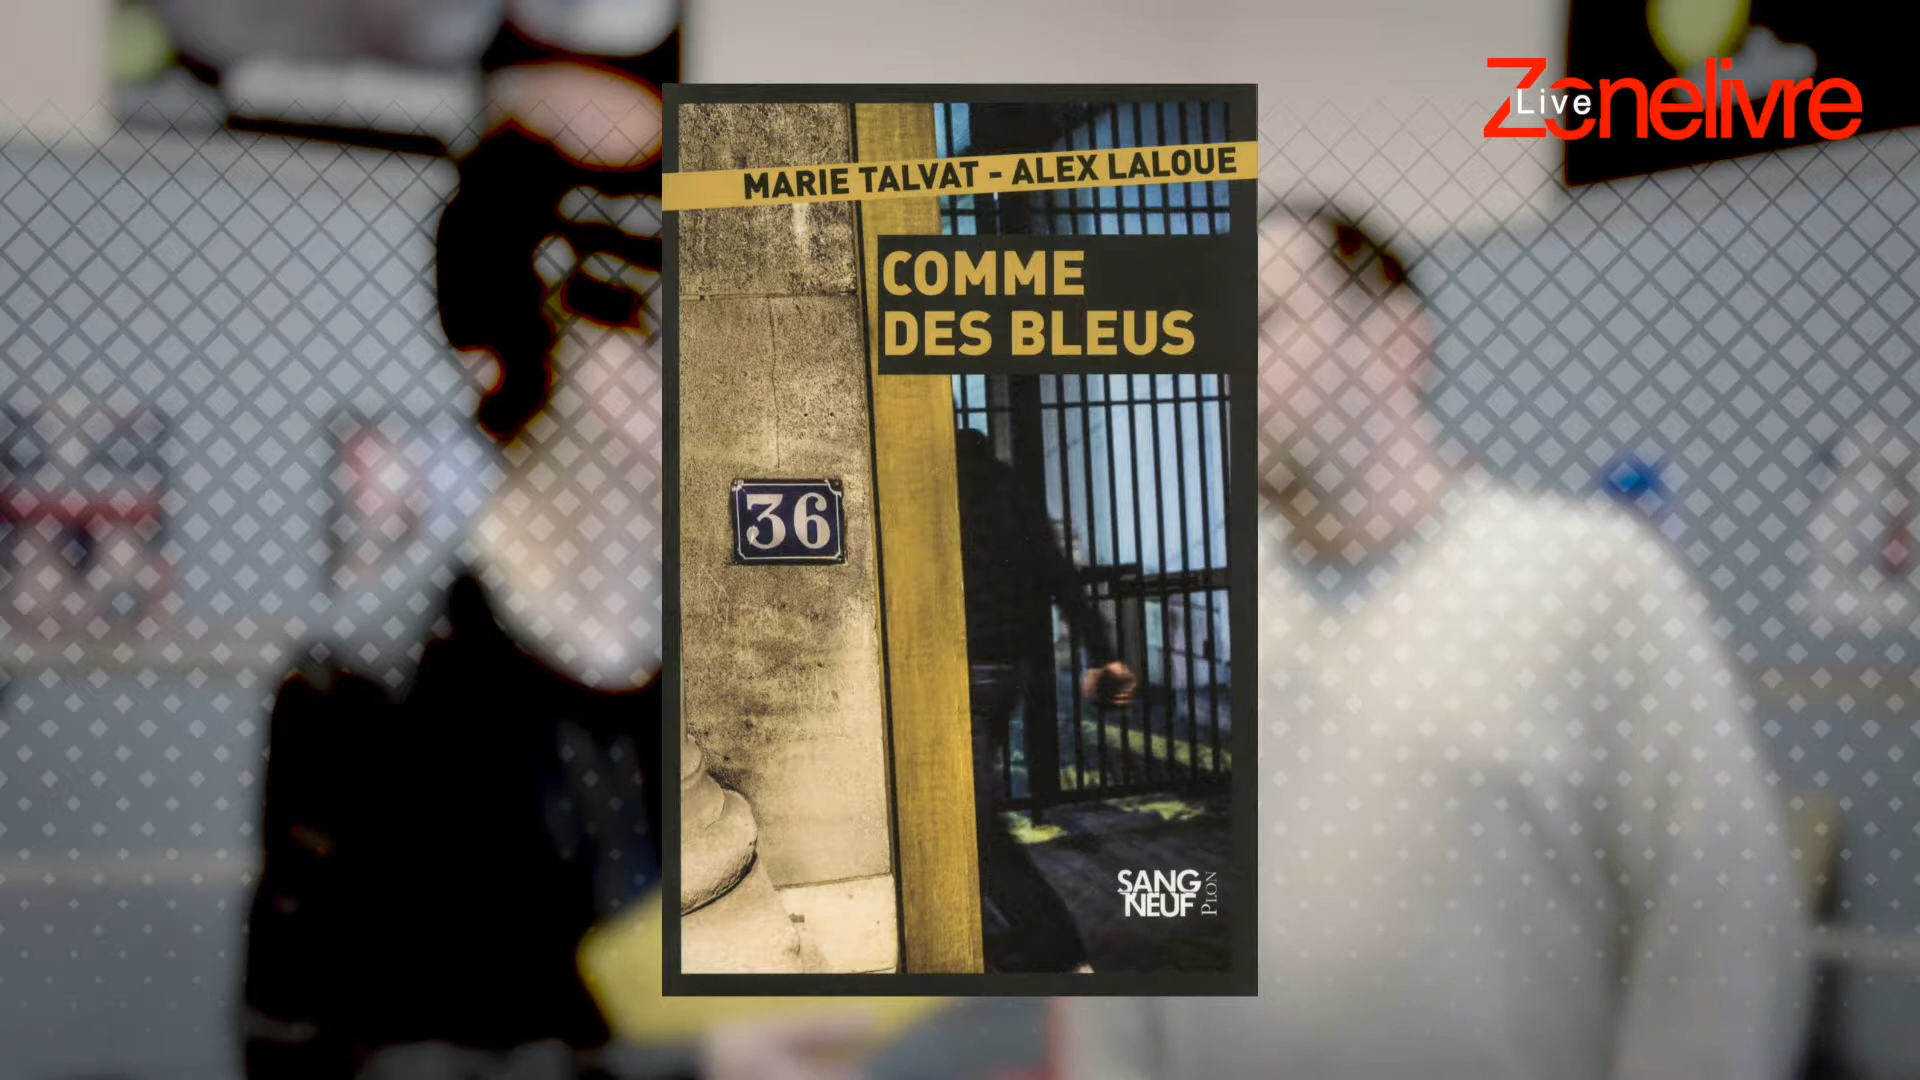 Zonelivre
Live
MARIE TALVAT - ALEX LALOUE
COMME
DES BLEUS
36
SANG
NEUF
PLON